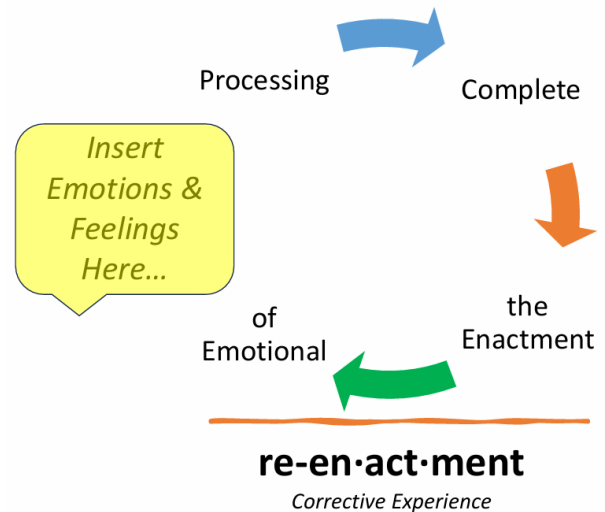 Processing
Complete
Insert
Emotions &
Feelings
Here...
the
Enactment
of
Emotional
re-en·act·ment
Corrective Experience